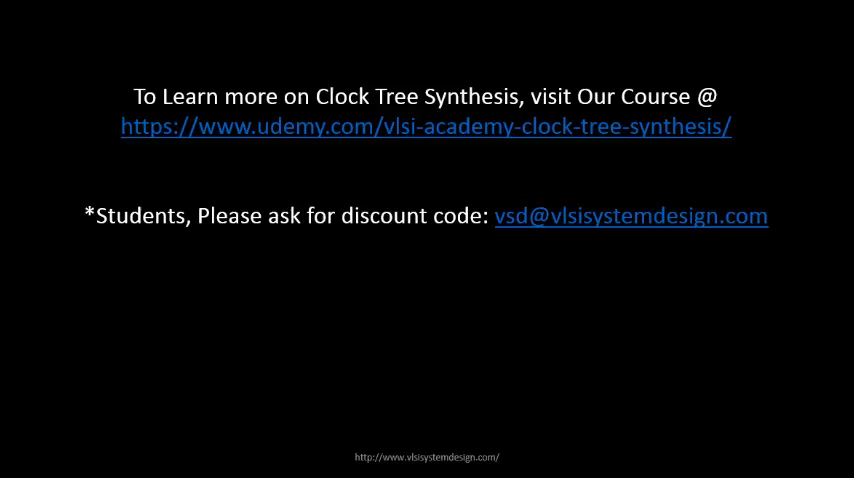 To Learn more on Clock Tree Synthesis, visit Our Course @
https://www.udemy.com/vlsi-academy-clock-tree-synthesis/
*Students, Please ask for discount code: vsd@vlsisystemdesign.com
http://www.vlsisystemdesign.com/